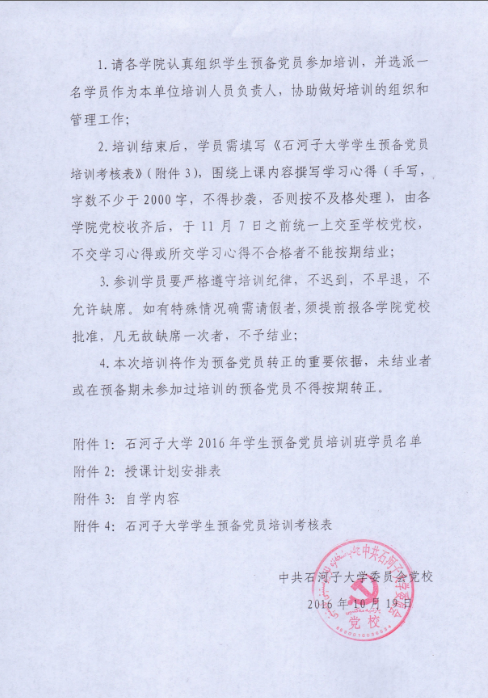 1.请各学院认真组织学生预备党员参加培训，并选派一
名学员作为本单位培训人员负责人，协助做好培训的组织和
管理工作；
2.培训结束后，学员需填写《石河子大学学生预备党员
培训考核表》（附件3），围绕上课内容撰写学习心得（手写，
字数不少于2000字，不得抄袭，否则按不及格处理），由各
学院党校收齐后，于11月7日之前统一上交至学校党校，
不交学习心得或所交学习心得不合格者不能按期结业；
3.参训学员要严格遵守培训纪律，不迟到，不早退，不
允许缺席。如有特殊情况确需请假者,须提前报各学院党校
批准，凡无故缺席一次者，不予结业；
4.本次培训将作为预备党员转正的重要依据，未结业者
或在预备期未参加过培训的预备党员不得按期转正。
附件1：石河子大学2016年学生预备党员培训班学员名单
附件2：授课计划安排表
附件3：自学内容
附件4：石河子大学学生预备党员培训考核表
中共石河子大学委员会党校
2016年10月19日
中共石河子大学委员会
党校